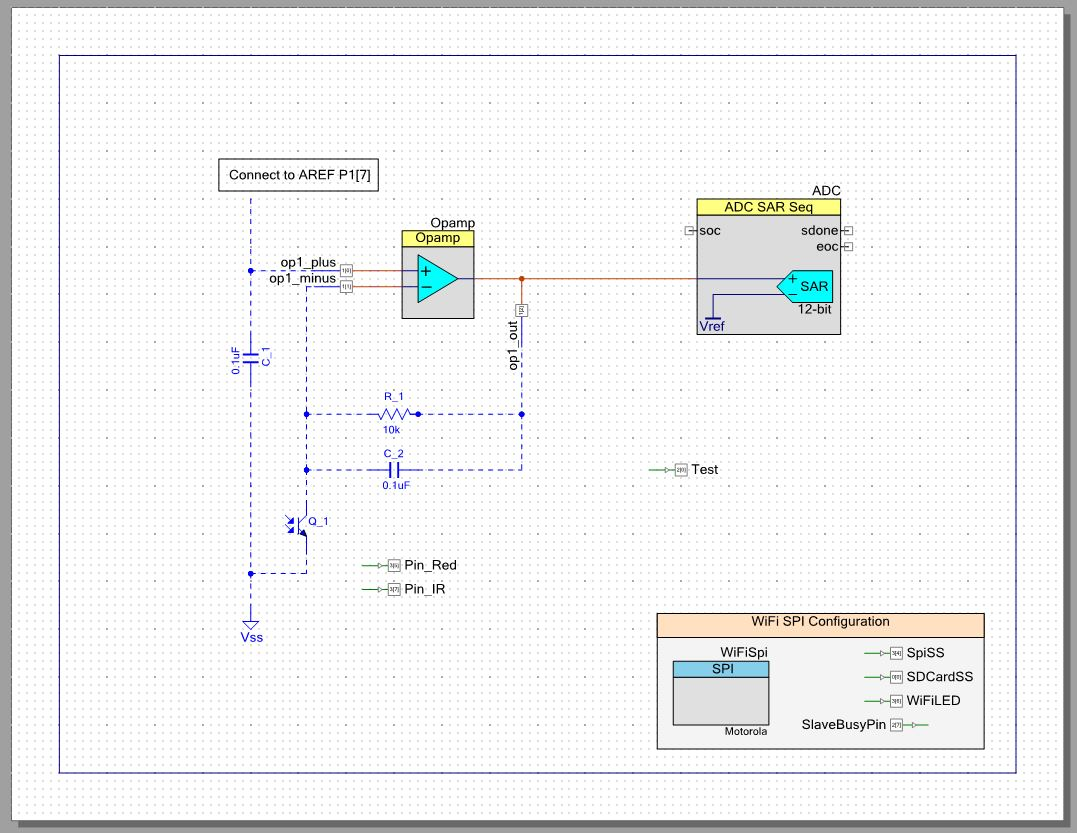 Connect to AREF P1[7]
ADC
ADC SAR Seq
soc
sdone
eoc
SAR
12-bit
Vref
Opamp
Opamp
op1_plus
op1_minus
op1_out
0.1uF
C_1
R_1
10k
C_2
0.1uF
Q_1
Test
Pin_Red
Pin_IR
Vss
WiFi SPI Configuration
WiFiSpi
SPI
Motorola
SpiSS
SDCardSS
WiFiLED
SlaveBusyPin